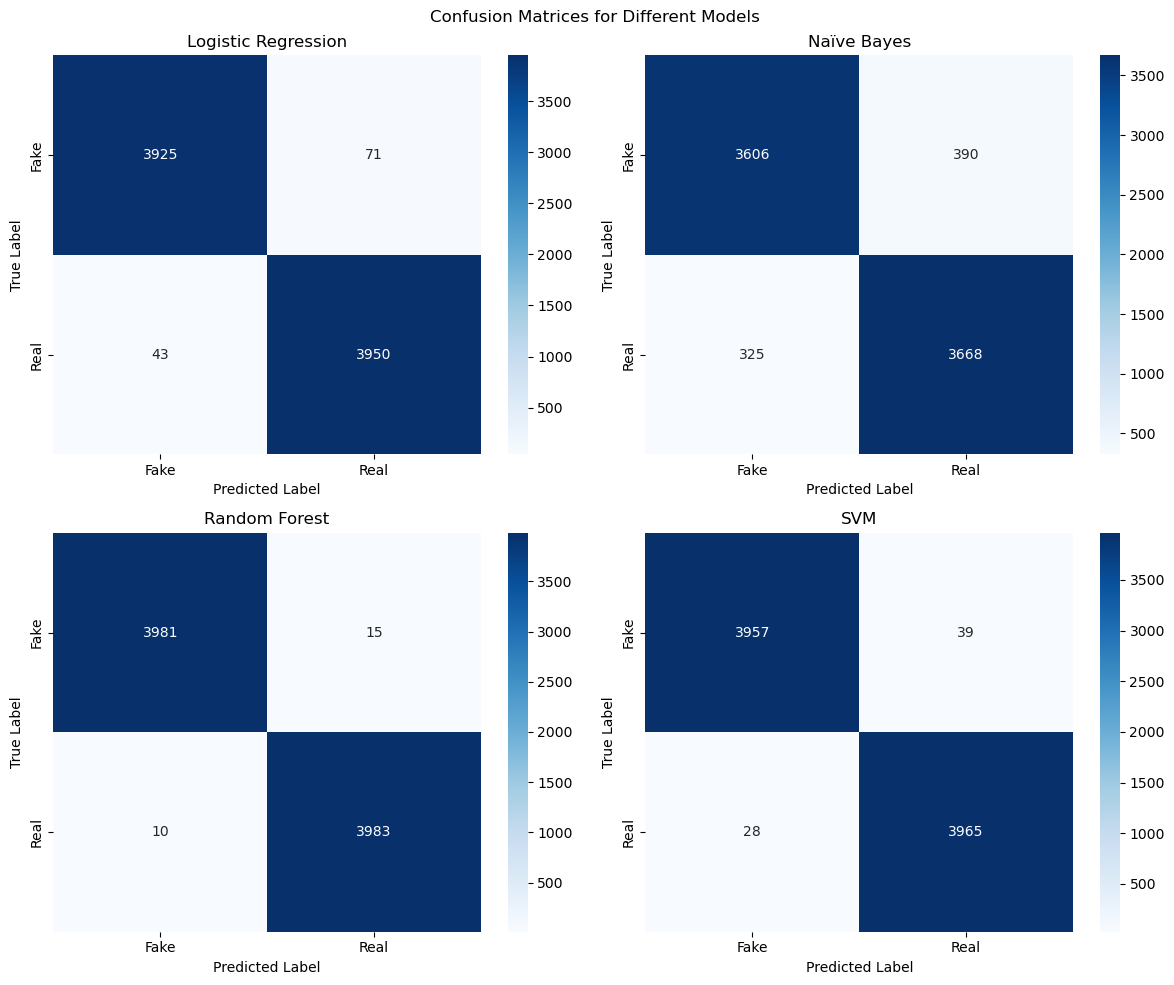 Confusion Matrices for Different Models
Logistic Regression
Fake
Real
True Label
3925
71
43
3950
Fake
Real
Predicted Label
3500
3000
2500
2000
1500
1000
500
Naïve Bayes
Fake
Real
True Label
3606
390
325
3668
Fake
Real
Predicted Label
3500
3000
2500
2000
1500
1000
500
Random Forest
Fake
Real
True Label
3981
15
10
3983
Fake
Real
Predicted Label
3500
3000
2500
2000
1500
1000
500
SVM
Fake
Real
True Label
3957
39
28
3965
Fake
Real
Predicted Label
3500
3000
2500
2000
1500
1000
500